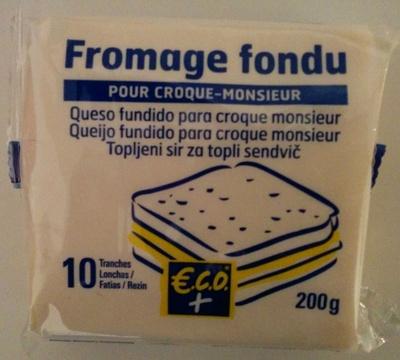 Fromage fondu
POUR CROQUE-MONSIEUR
Queso fundido para croque monsieur
Queijo fundido para croque monsieur
Topljeni sir za topli sendvič
10 Tranches
Lonchas /
Fatias / Rezin
€.C.O.
+
200g